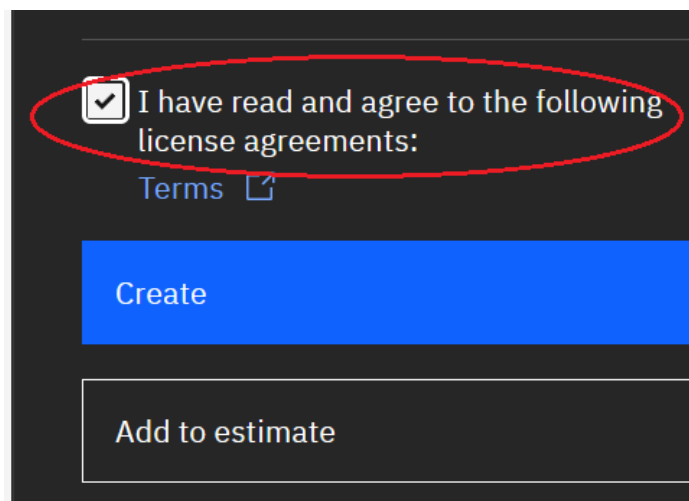 I have read and agree to the following
license agreements:
Terms
Create
Add to estimate